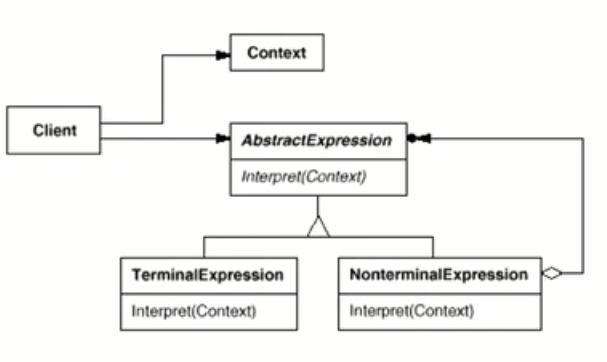 Context
Client
AbstractExpression
Interpret(Context)
TerminalExpression
Interpret(Context)
NonterminalExpression
Interpret(Context)